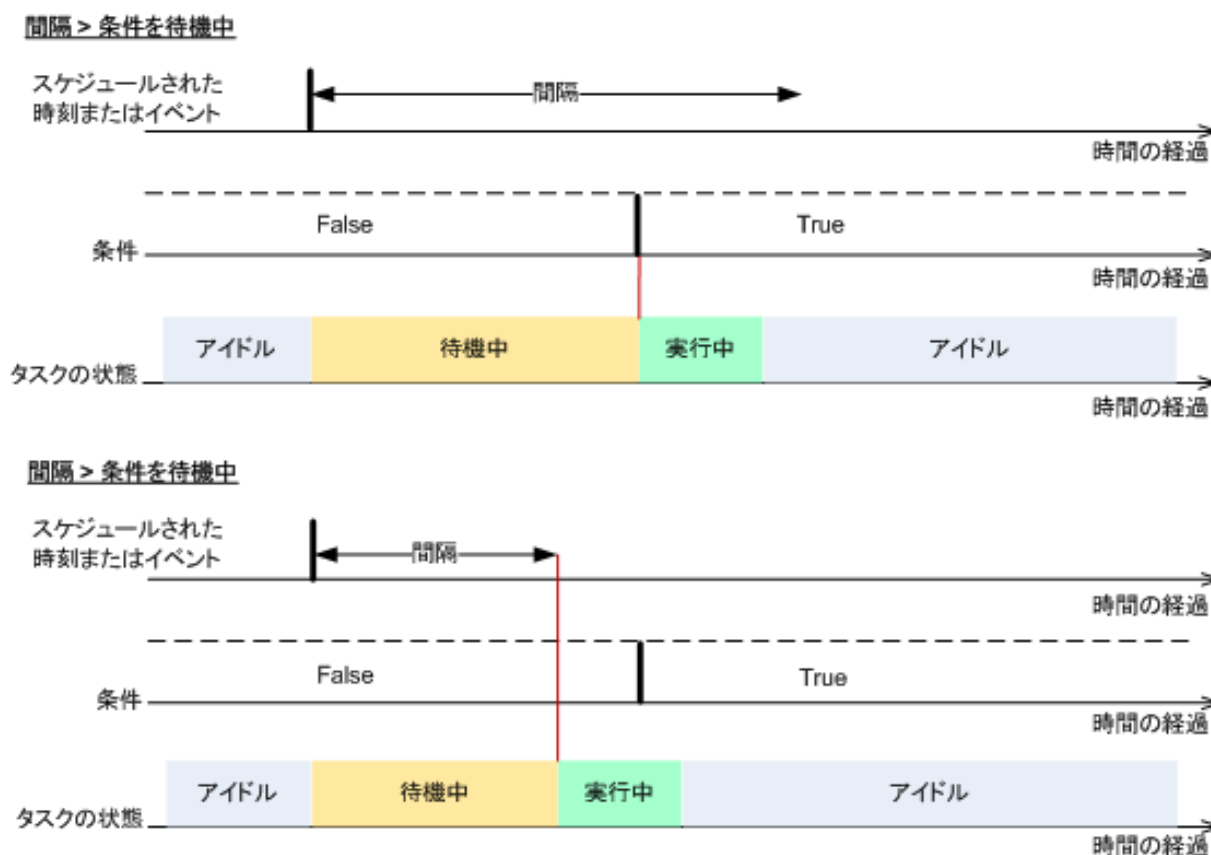 間隔 > 条件を待機中
スケジュールされた
時刻またはイベント
間隔
時間の経過
False
True
条件
時間の経過
アイドル
待機中
実行中
アイドル
タスクの状態
時間の経過
間隔 > 条件を待機中
スケジュールされた
時刻またはイベント
間隔
時間の経過
False
True
条件
時間の経過
アイドル
待機中
実行中
アイドル
タスクの状態
時間の経過